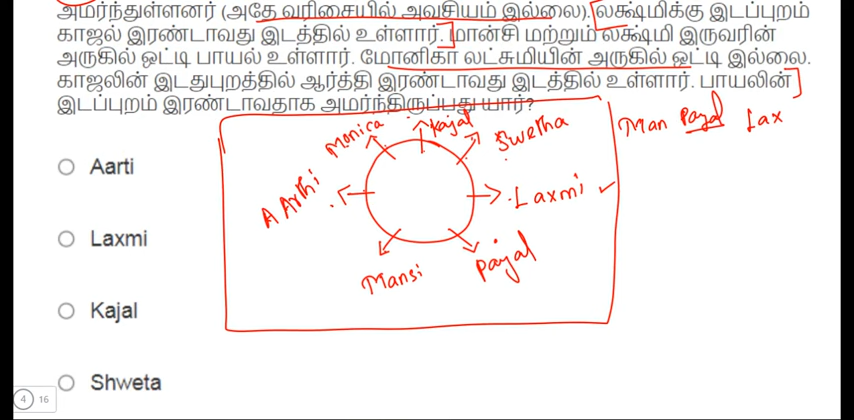 அமர்ந்துள்ளனர் (அதே வரிசையில் அவசியம் இல்லை). லக்ஷ்மிக்கு இடப்புறம்
காஜல் இரண்டாவது இடத்தில் உள்ளார். மான்சி மற்றும் லக்ஷ்மி இருவரின்
அருகில் ஒட்டி பாயல் உள்ளார். மோனிகா லட்சுமியின் அருகில் ஒட்டி இல்லை.
காஜலின் இடதுபுறத்தில் ஆர்த்தி இரண்டாவது இடத்தில் உள்ளார். பாயலின்
இடப்புறம் இரண்டாவதாக அமர்ந்திருப்பது யார்?
Monica Kajal Swetha
Man Payal Lax
AArthi Laxmi
Mansi Payal
Aarti
Laxmi
Kajal
Shweta
4 16